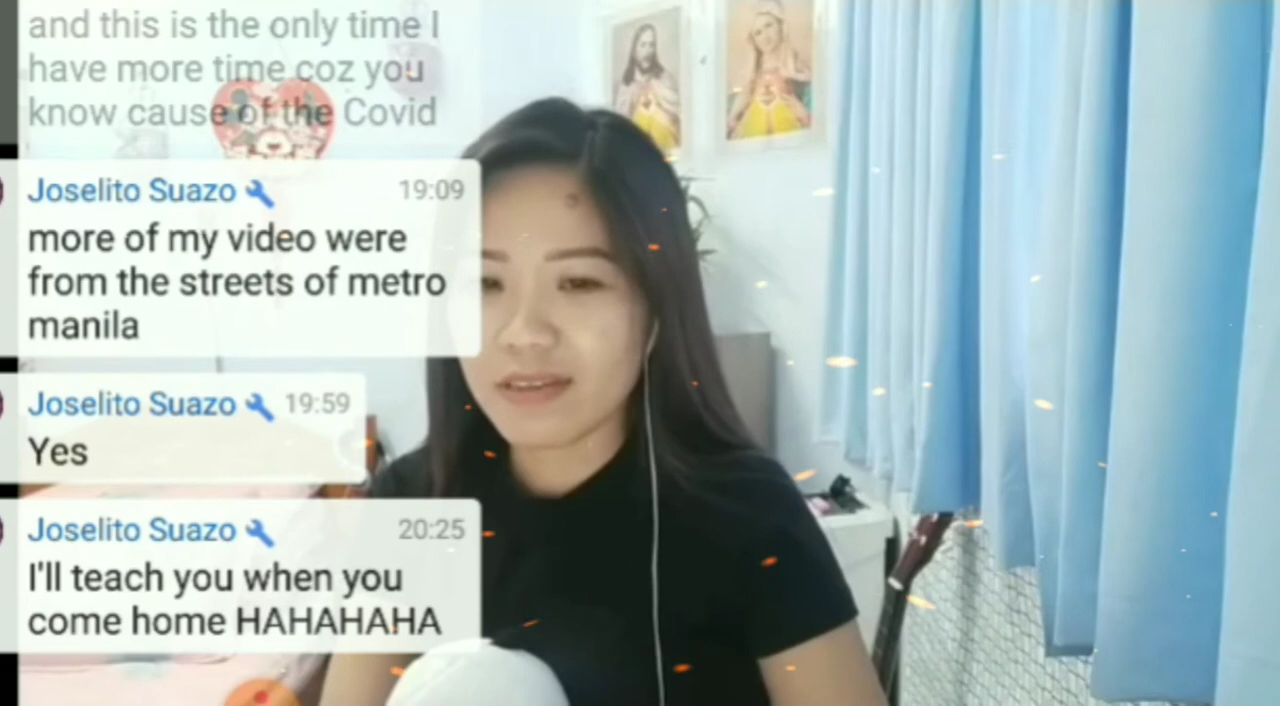 and this is the only time I
have more time coz you
know cause of the Covid
Joselito Suazo 19:09
more of my video were
from the streets of metro
manila
Joselito Suazo 19:59
Yes
Joselito Suazo 20:25
I'll teach you when you
come home HAHAHAHA